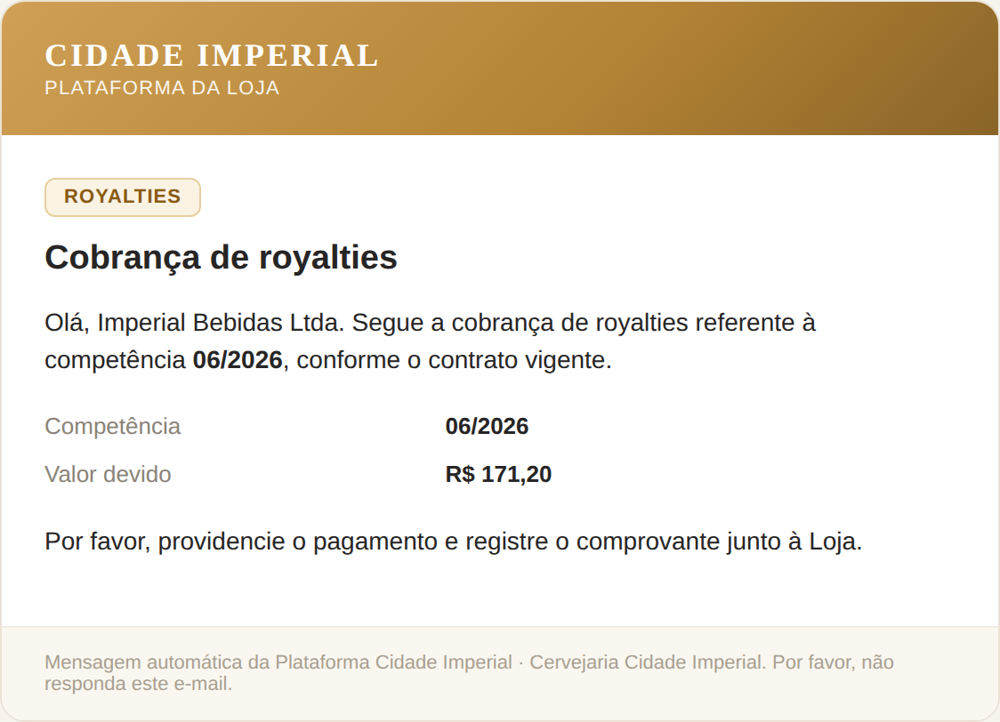 CIDADE IMPERIAL
PLATAFORMA DA LOJA
ROYALTIES
Cobrança de royalties
Olá, Imperial Bebidas Ltda. Segue a cobrança de royalties referente à
competência 06/2026, conforme o contrato vigente.
Competência 06/2026
Valor devido R$ 171,20
Por favor, providencie o pagamento e registre o comprovante junto à Loja.
Mensagem automática da Plataforma Cidade Imperial · Cervejaria Cidade Imperial. Por favor, não
responda este e-mail.